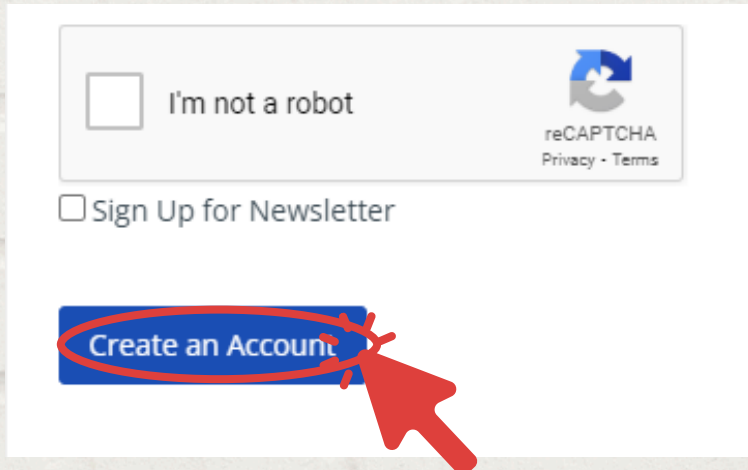 I'm not a robot
reCAPTCHA
Privacy - Terms
Sign Up for Newsletter
Create an Account